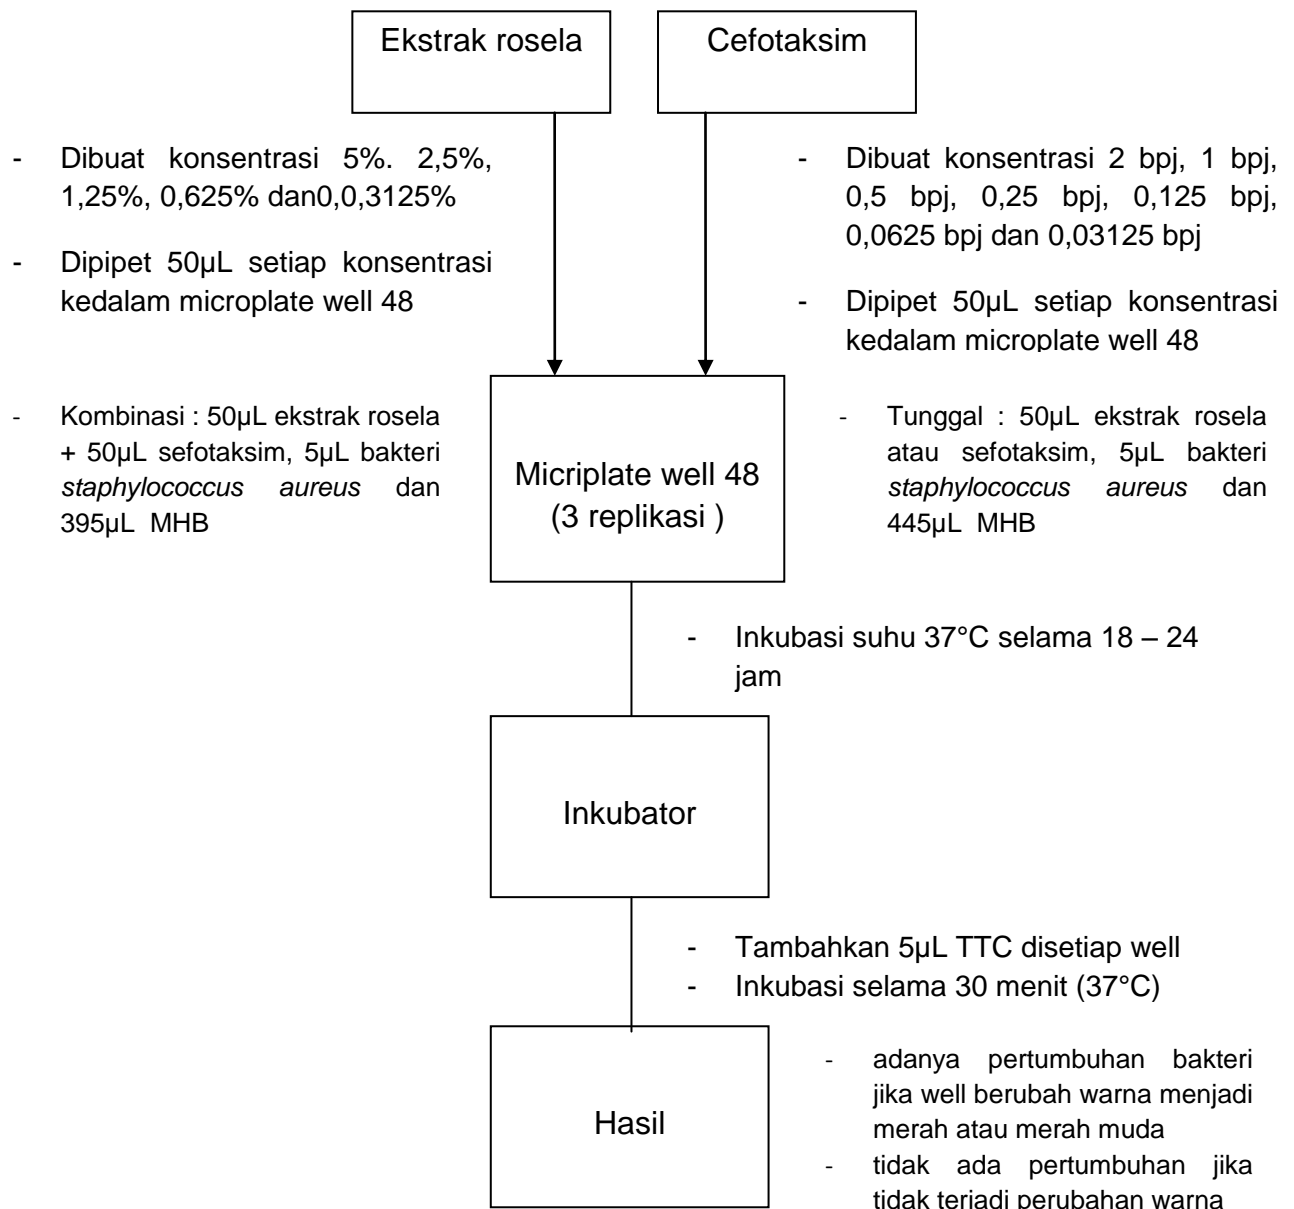 Ekstrak rosela
Cefotaksim
- Dibuat konsentrasi 5%. 2,5%,
1,25%, 0,625% dan0,0,3125%
- Dipipet 50µL setiap konsentrasi
kedalam microplate well 48
- Dibuat konsentrasi 2 bpj, 1 bpj,
0,5 bpj, 0,25 bpj, 0,125 bpj,
0,0625 bpj dan 0,03125 bpj
- Dipipet 50µL setiap konsentrasi
kedalam microplate well 48
- Kombinasi : 50µL ekstrak rosela
+ 50µL sefotaksim, 5µL bakteri
staphylococcus aureus dan
395µL MHB
Micriplate well 48
(3 replikasi )
- Tunggal : 50µL ekstrak rosela
atau sefotaksim, 5µL bakteri
staphylococcus aureus dan
445µL MHB
- Inkubasi suhu 37°C selama 18 – 24
jam
Inkubator
- Tambahkan 5µL TTC disetiap well
- Inkubasi selama 30 menit (37°C)
Hasil
- adanya pertumbuhan bakteri
jika well berubah warna menjadi
merah atau merah muda
- tidak ada pertumbuhan jika
tidak terjadi perubahan warna